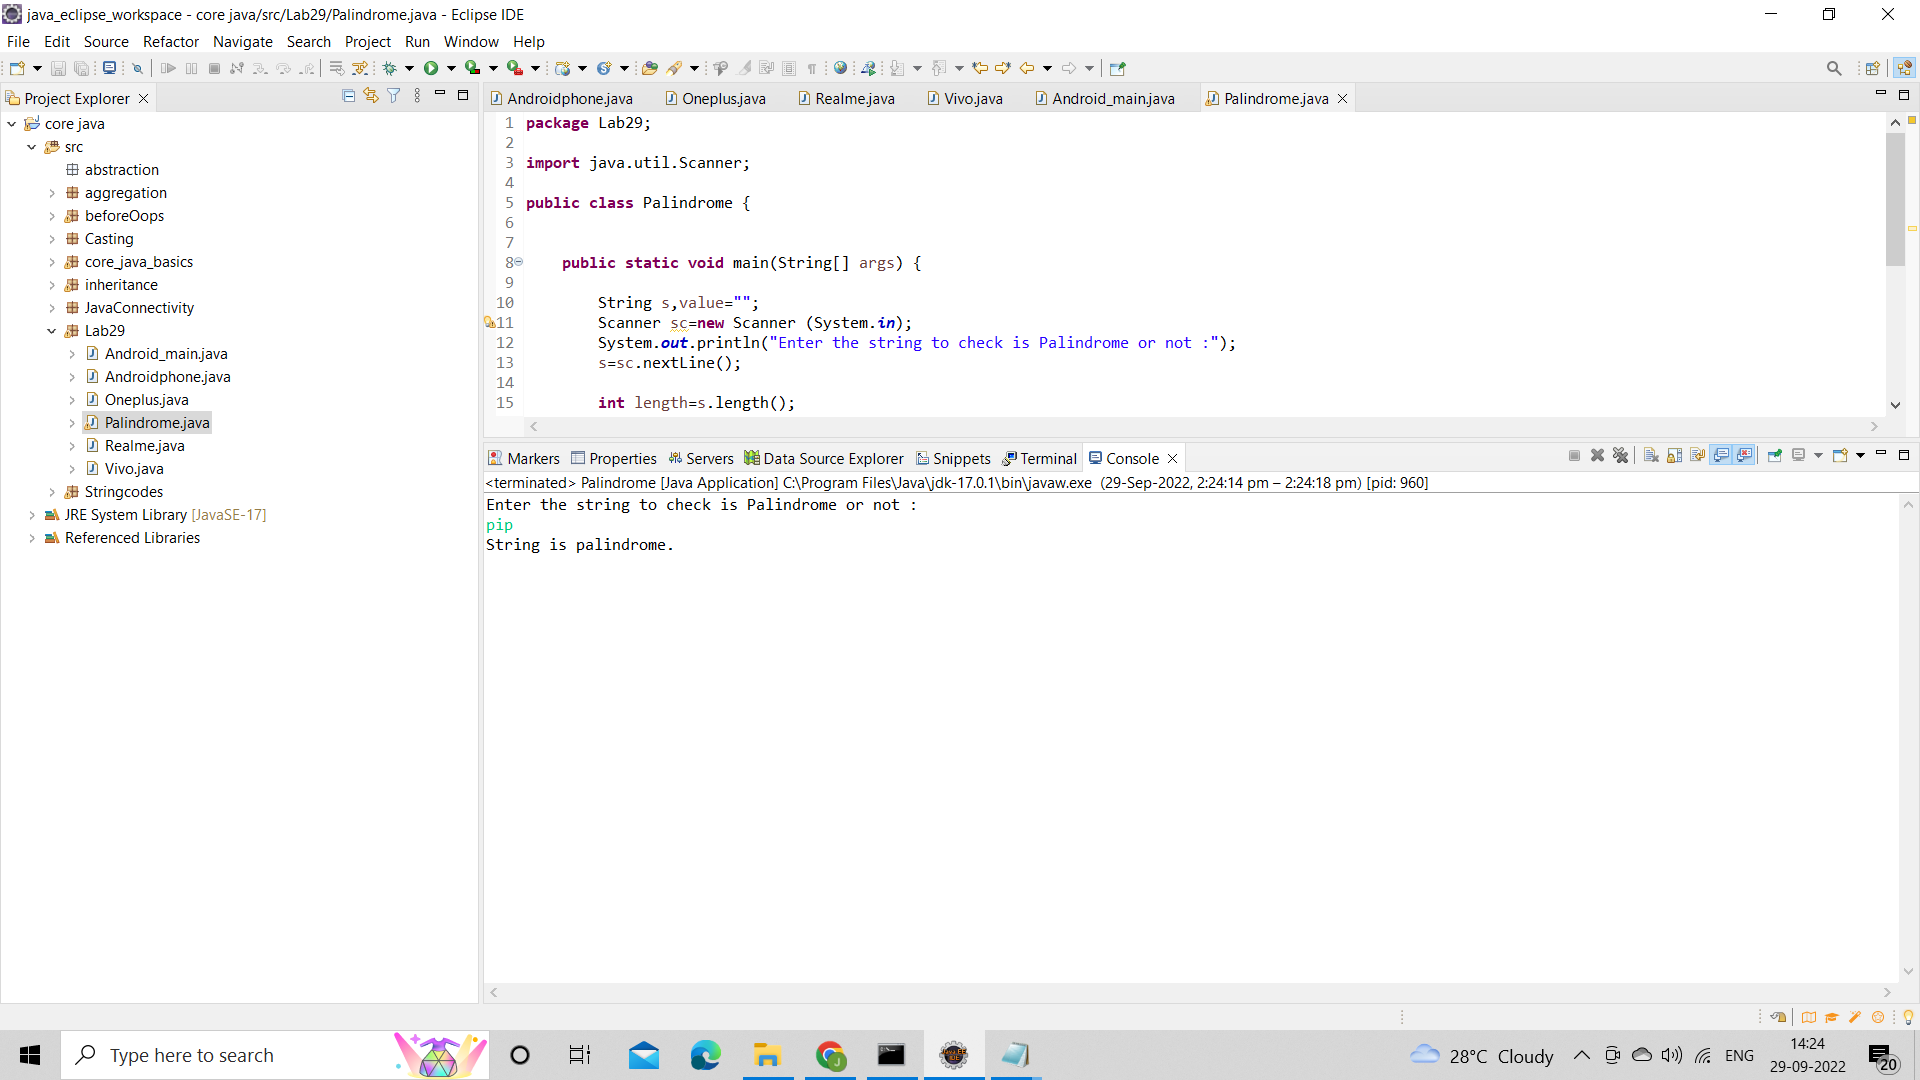 java_eclipse_workspace - core java/src/Lab29/Palindrome.java - Eclipse IDE
File Edit Source Refactor Navigate Search Project Run Window Help
Project Explorer
core java
src
abstraction
aggregation
beforeOops
Casting
core_java_basics
inheritance
JavaConnectivity
Lab29
Android_main.java
Androidphone.java
Oneplus.java
Palindrome.java
Realme.java
Vivo.java
Stringcodes
JRE System Library [JavaSE-17]
Referenced Libraries
Androidphone.java Oneplus.java Realme.java Vivo.java Android_main.java Palindrome.java
1 package Lab29;
2
3 import java.util.Scanner;
4
5 public class Palindrome {
6
7
8 public static void main(String[] args) {
9
10 String s,value="";
11 Scanner sc=new Scanner (System.in);
12 System.out.println("Enter the string to check is Palindrome or not :");
13 s=sc.nextLine();
14
15 int length=s.length();
Markers Properties Servers Data Source Explorer Snippets Terminal Console
<terminated> Palindrome [Java Application] C:\Program Files\Java\jdk-17.0.1\bin\javaw.exe (29-Sep-2022, 2:24:14 pm – 2:24:18 pm) [pid: 960]
Enter the string to check is Palindrome or not :
pip
String is palindrome.
Type here to search
28°C Cloudy
ENG
14:24
29-09-2022
20